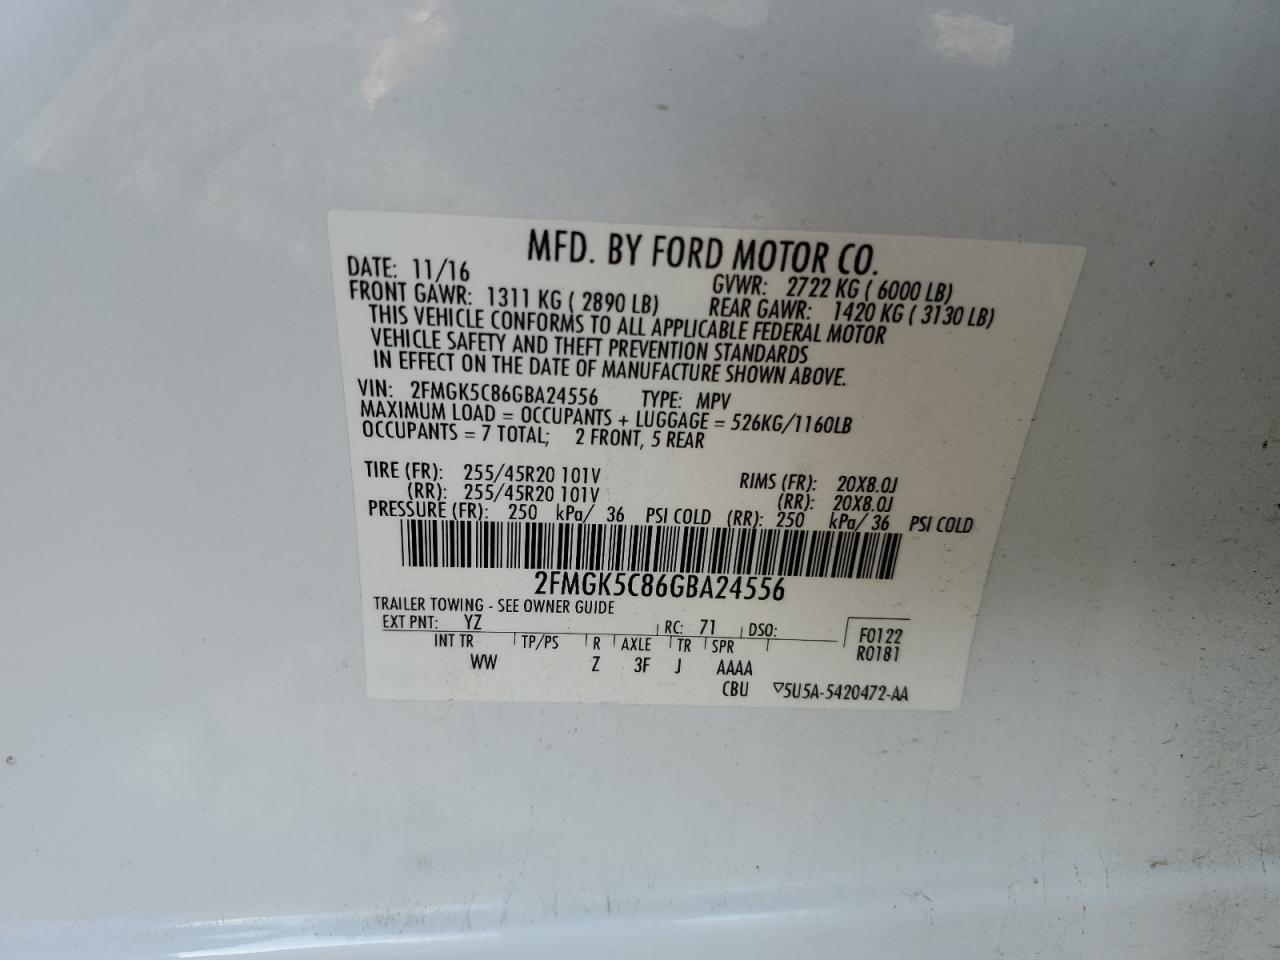 MFD. BY FORD MOTOR CO.
DATE: 11/16 GVWR: 2722 KG ( 6000 LB)
FRONT GAWR: 1311 KG ( 2890 LB) REAR GAWR: 1420 KG ( 3130 LB)
THIS VEHICLE CONFORMS TO ALL APPLICABLE FEDERAL MOTOR
VEHICLE SAFETY AND THEFT PREVENTION STANDARDS
IN EFFECT ON THE DATE OF MANUFACTURE SHOWN ABOVE.
VIN: 2FMGK5C86GBA24556 TYPE: MPV
MAXIMUM LOAD = OCCUPANTS + LUGGAGE = 526KG/1160LB
OCCUPANTS = 7 TOTAL; 2 FRONT, 5 REAR
TIRE (FR): 255/45R20 101V RIMS (FR): 20X8.0J
(RR): 255/45R20 101V (RR): 20X8.0J
PRESSURE (FR): 250 kPa/ 36 PSI COLD (RR): 250 kPa/ 36 PSI COLD
2FMGK5C86GBA24556
TRAILER TOWING - SEE OWNER GUIDE
EXT PNT: YZ RC: 71 DSO: F0122
INT TR TP/PS R AXLE TR SPR R0181
WW Z 3F J AAAA
CBU ▽5U5A-5420472-AA